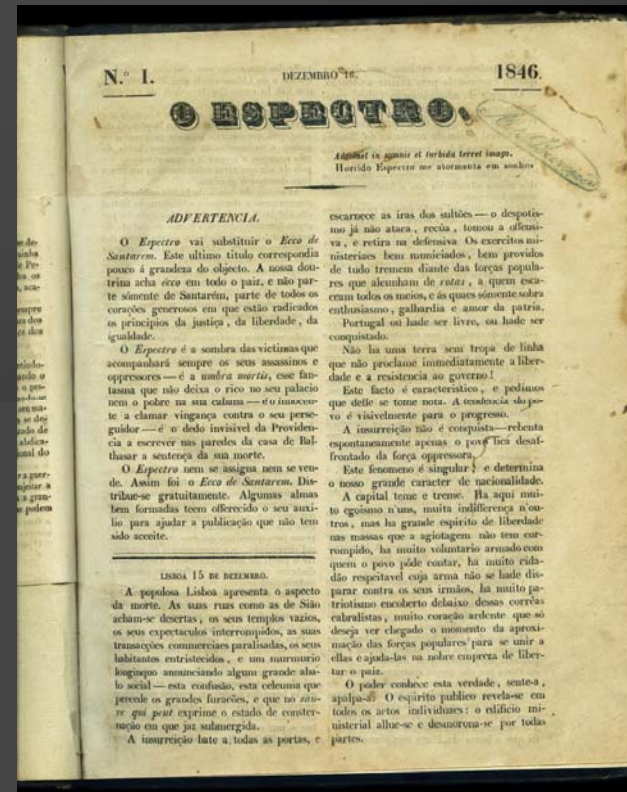 N.º 1.
DEZEMBRO 16.
1846.
O ESPECTRO.
Admonet in somnis et turbida terret imago.
Horrido Espectro me atormenta em sonhos
ADVERTENCIA.
O Espectro vai substituir o Ecco de
Santarem. Este ultimo titulo correspondia
pouco á grandeza do objecto. A nossa dou-
trina acha écco em todo o paiz, e não par-
te sómente de Santarém, parte de todos os
corações generosos em que estão radicados
os principios da justiça, da liberdade, da
igualdade.
O Espectro é a sombra das victimas que
acompanhará sempre os seus assassinos e
oppressores — é a umbra mortis, esse fan-
tasma que não deixa o rico no seu palacio
nem o pobre na sua cabana — é o innocen-
te a clamar vingança contra o seu perse-
guidor — é o dedo invisivel da Providen-
cia a escrever nas paredes da casa de Bal-
thasar a sentença da sua morte.
O Espectro nem se assigna nem se ven-
de. Assim foi o Ecco de Santarem. Dis-
tribue-se gratuitamente. Algumas almas
bem formadas teem offerecido o seu auxi-
lio para ajudar a publicação que não tem
sido acceite.
LISBOA 15 DE DEZEMBRO.
A populosa Lisboa apresenta o aspecto
da morte. As suas ruas como as de Sião
acham-se desertas, os seus templos vazios,
os seus expectaculos interrompidos, as suas
transacções commerciaes paralisadas, os seus
habitantes entristecidos, e um murmurio
longinquo annunciando algum grande aba-
lo social — esta confusão, esta celeuma que
precede os grandes furacões, e que no sau-
ve qui peut exprime o estado de conster-
nação em que jaz submergida.
A insurreição bate a todas as portas, e
escarnece as iras dos sultões — o despotis-
mo já não ataca, recúa, tomou a offensi-
va, e retira na defensiva Os exercitos mi-
nisteriaes bem municiados, bem providos
de tudo tremem diante das forças popula-
res que alcunham de rotas, a quem esca-
ceram todos os meios, e ás quaes sómente sobra
enthusiasmo, galhardia e amor da patria.
Portugal ou hade ser livre, ou hade ser
conquistado.
Não ha uma terra sem tropa de linha
que não proclame immediatamente a liber-
dade e a resistencia ao governo!
Este facto é caracteristico, e pedimos
que delle se tome nota. A tendencia do po-
vo é visivelmente para o progresso.
A insurreição não é conquista — rebenta
espontaneamente apenas o povo fica desaf-
frontado da força oppressora.
Este fenomeno é singular! e determina
o nosso grande caracter de nacionalidade.
A capital teme e treme. Ha aqui mui-
to egoismo n'uns, muita indifferença n'ou-
tros, mas ha grande espirito de liberdade
nas massas que a agiotagem não tem cor-
rompido, ha muito voluntario armado com
quem o povo póde contar, ha muito cida-
dão respeitavel cuja arma não se hade dis-
parar contra os seus irmãos, ha muito pa-
triotismo encoberto debaixo dessas corrêas
cabralistas, muito coração ardente que só
deseja ver chegado o momento da aproxi-
mação das forças populares para se unir a
ellas e ajuda-las na nobre empreza de liber-
tar o paiz.
O poder conhece esta verdade, sente-a,
apalpa-a. O espirito publico revela-se em
todos os actos individuaes: o edificio mi-
nisterial allue-se e desmorona-se por todas
partes.